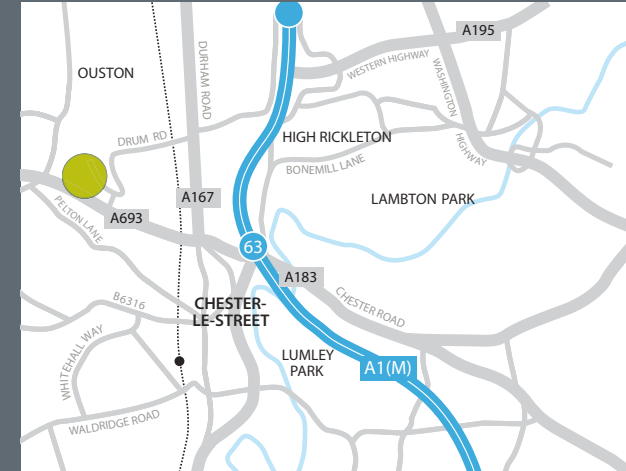 A195
OUSTON
DURHAM ROAD
WESTERN HIGHWAY
WASHINGTON
HIGHWAY
DRUM RD
HIGH RICKLETON
BONEMILL LANE
A167
LAMBTON PARK
PELTON LANE
A693
63
A183
B6316
CHESTER-
LE-STREET
CHESTER ROAD
WHITEHALL WAY
LUMLEY
PARK
A1(M)
WALDRIDGE ROAD